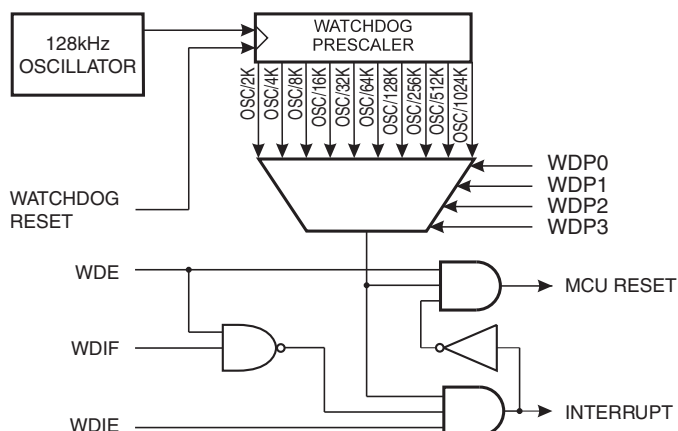 128kHz
OSCILLATOR
WATCHDOG
PRESCALER
OSC/2K
OSC/4K
OSC/8K
OSC/16K
OSC/32K
OSC/64K
OSC/128K
OSC/256K
OSC/512K
OSC/1024K
WATCHDOG
RESET
WDP0
WDP1
WDP2
WDP3
WDE
MCU RESET
WDIF
INTERRUPT
WDIE